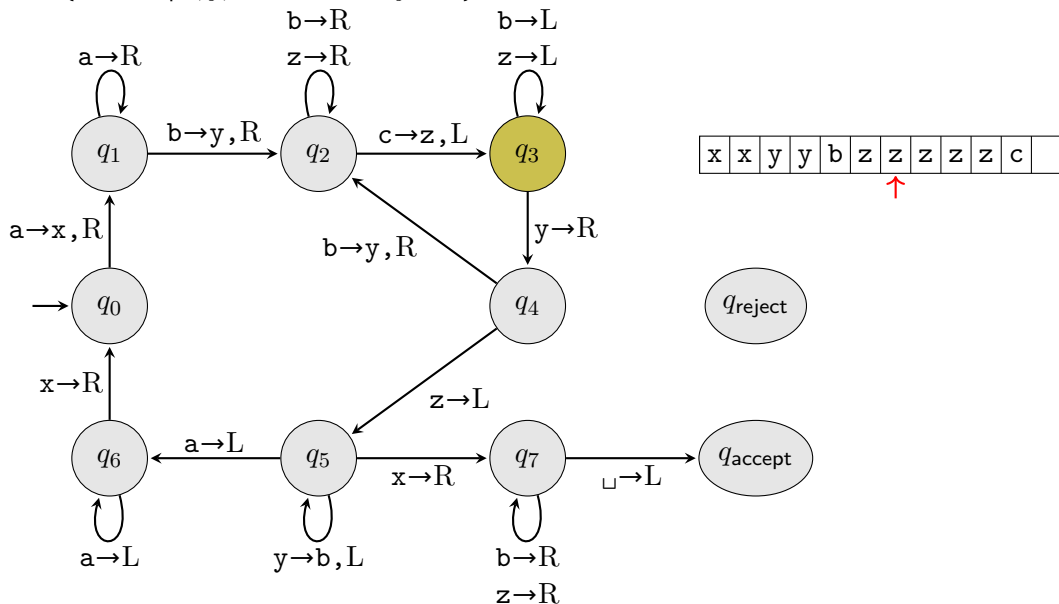 b→R
b→L
a→R
z→R
z→L
q1
b→y,R
q2
c→z,L
q3
x x y y b z z z z z c
↑
a→x,R
b→y,R
y→R
q0
q4
qreject
x→R
z→L
q6
a→L
q5
x→R
q7
␣→L
qaccept
a→L
y→b,L
b→R
z→R